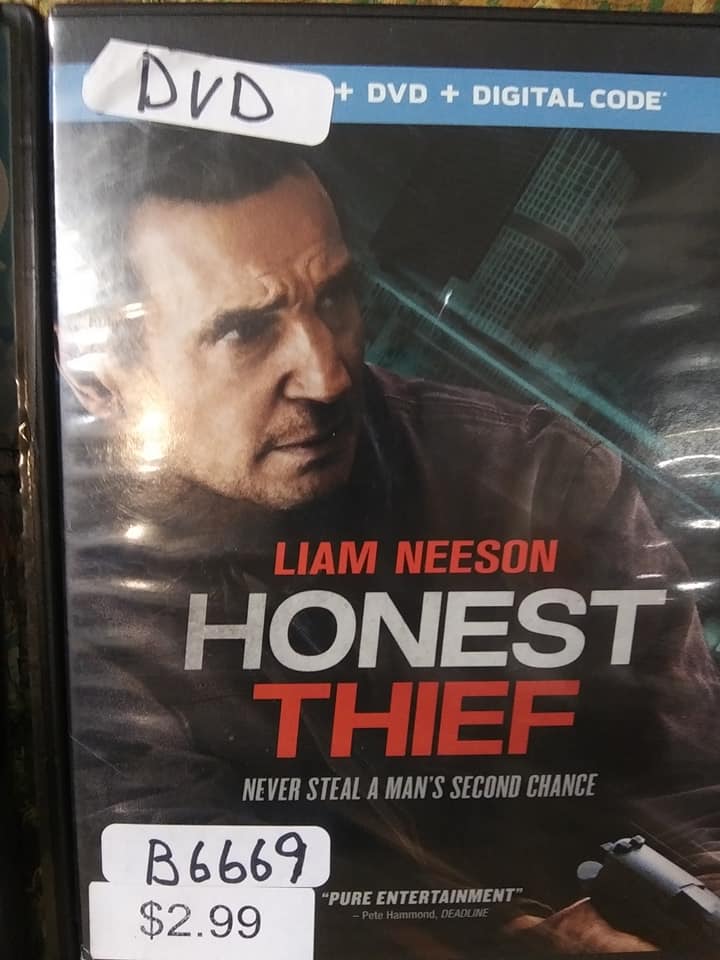 DVD
+ DVD + DIGITAL CODE*
LIAM NEESON
HONEST
THIEF
NEVER STEAL A MAN'S SECOND CHANCE
B6669
$2.99
"PURE ENTERTAINMENT"
– Pete Hammond, DEADLINE